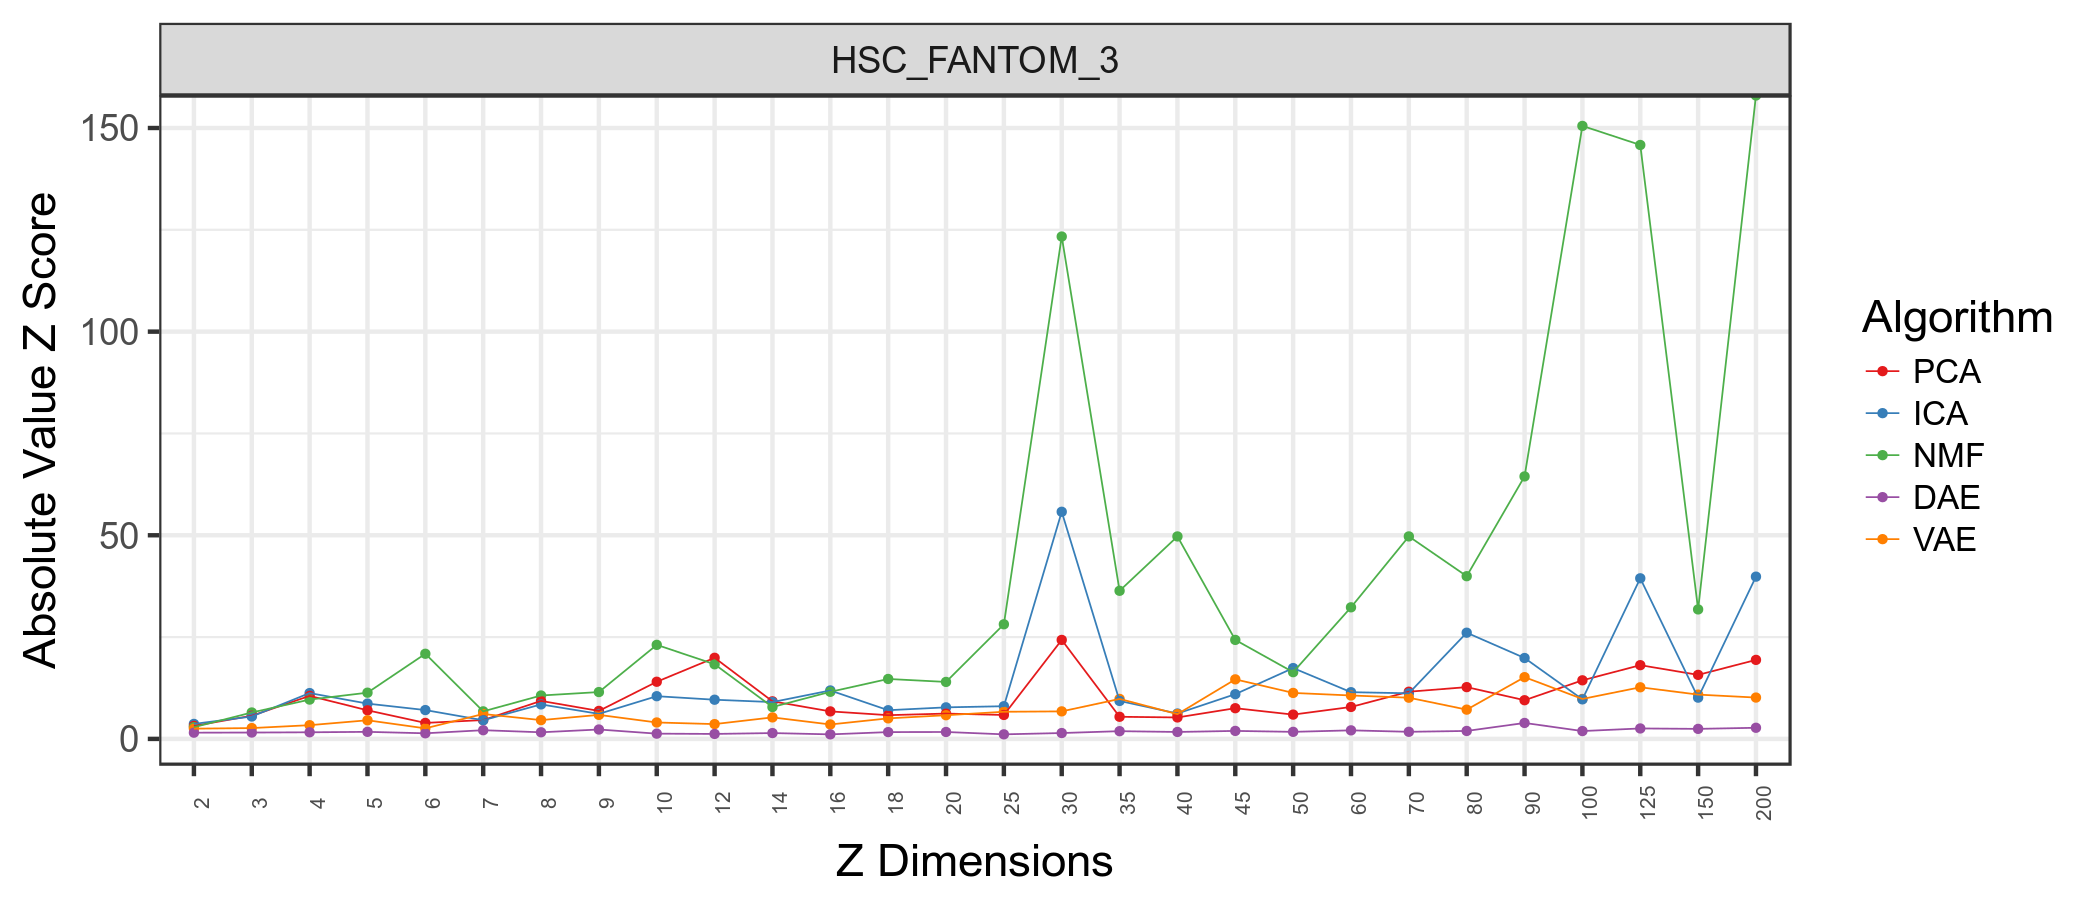 HSC_FANTOM_3
Absolute Value Z Score
150
100
50
0
2 3 4 5 6 7 8 9 10 12 14 16 18 20 25 30 35 40 45 50 60 70 80 90 100 125 150 200
Z Dimensions
Algorithm
PCA
ICA
NMF
DAE
VAE